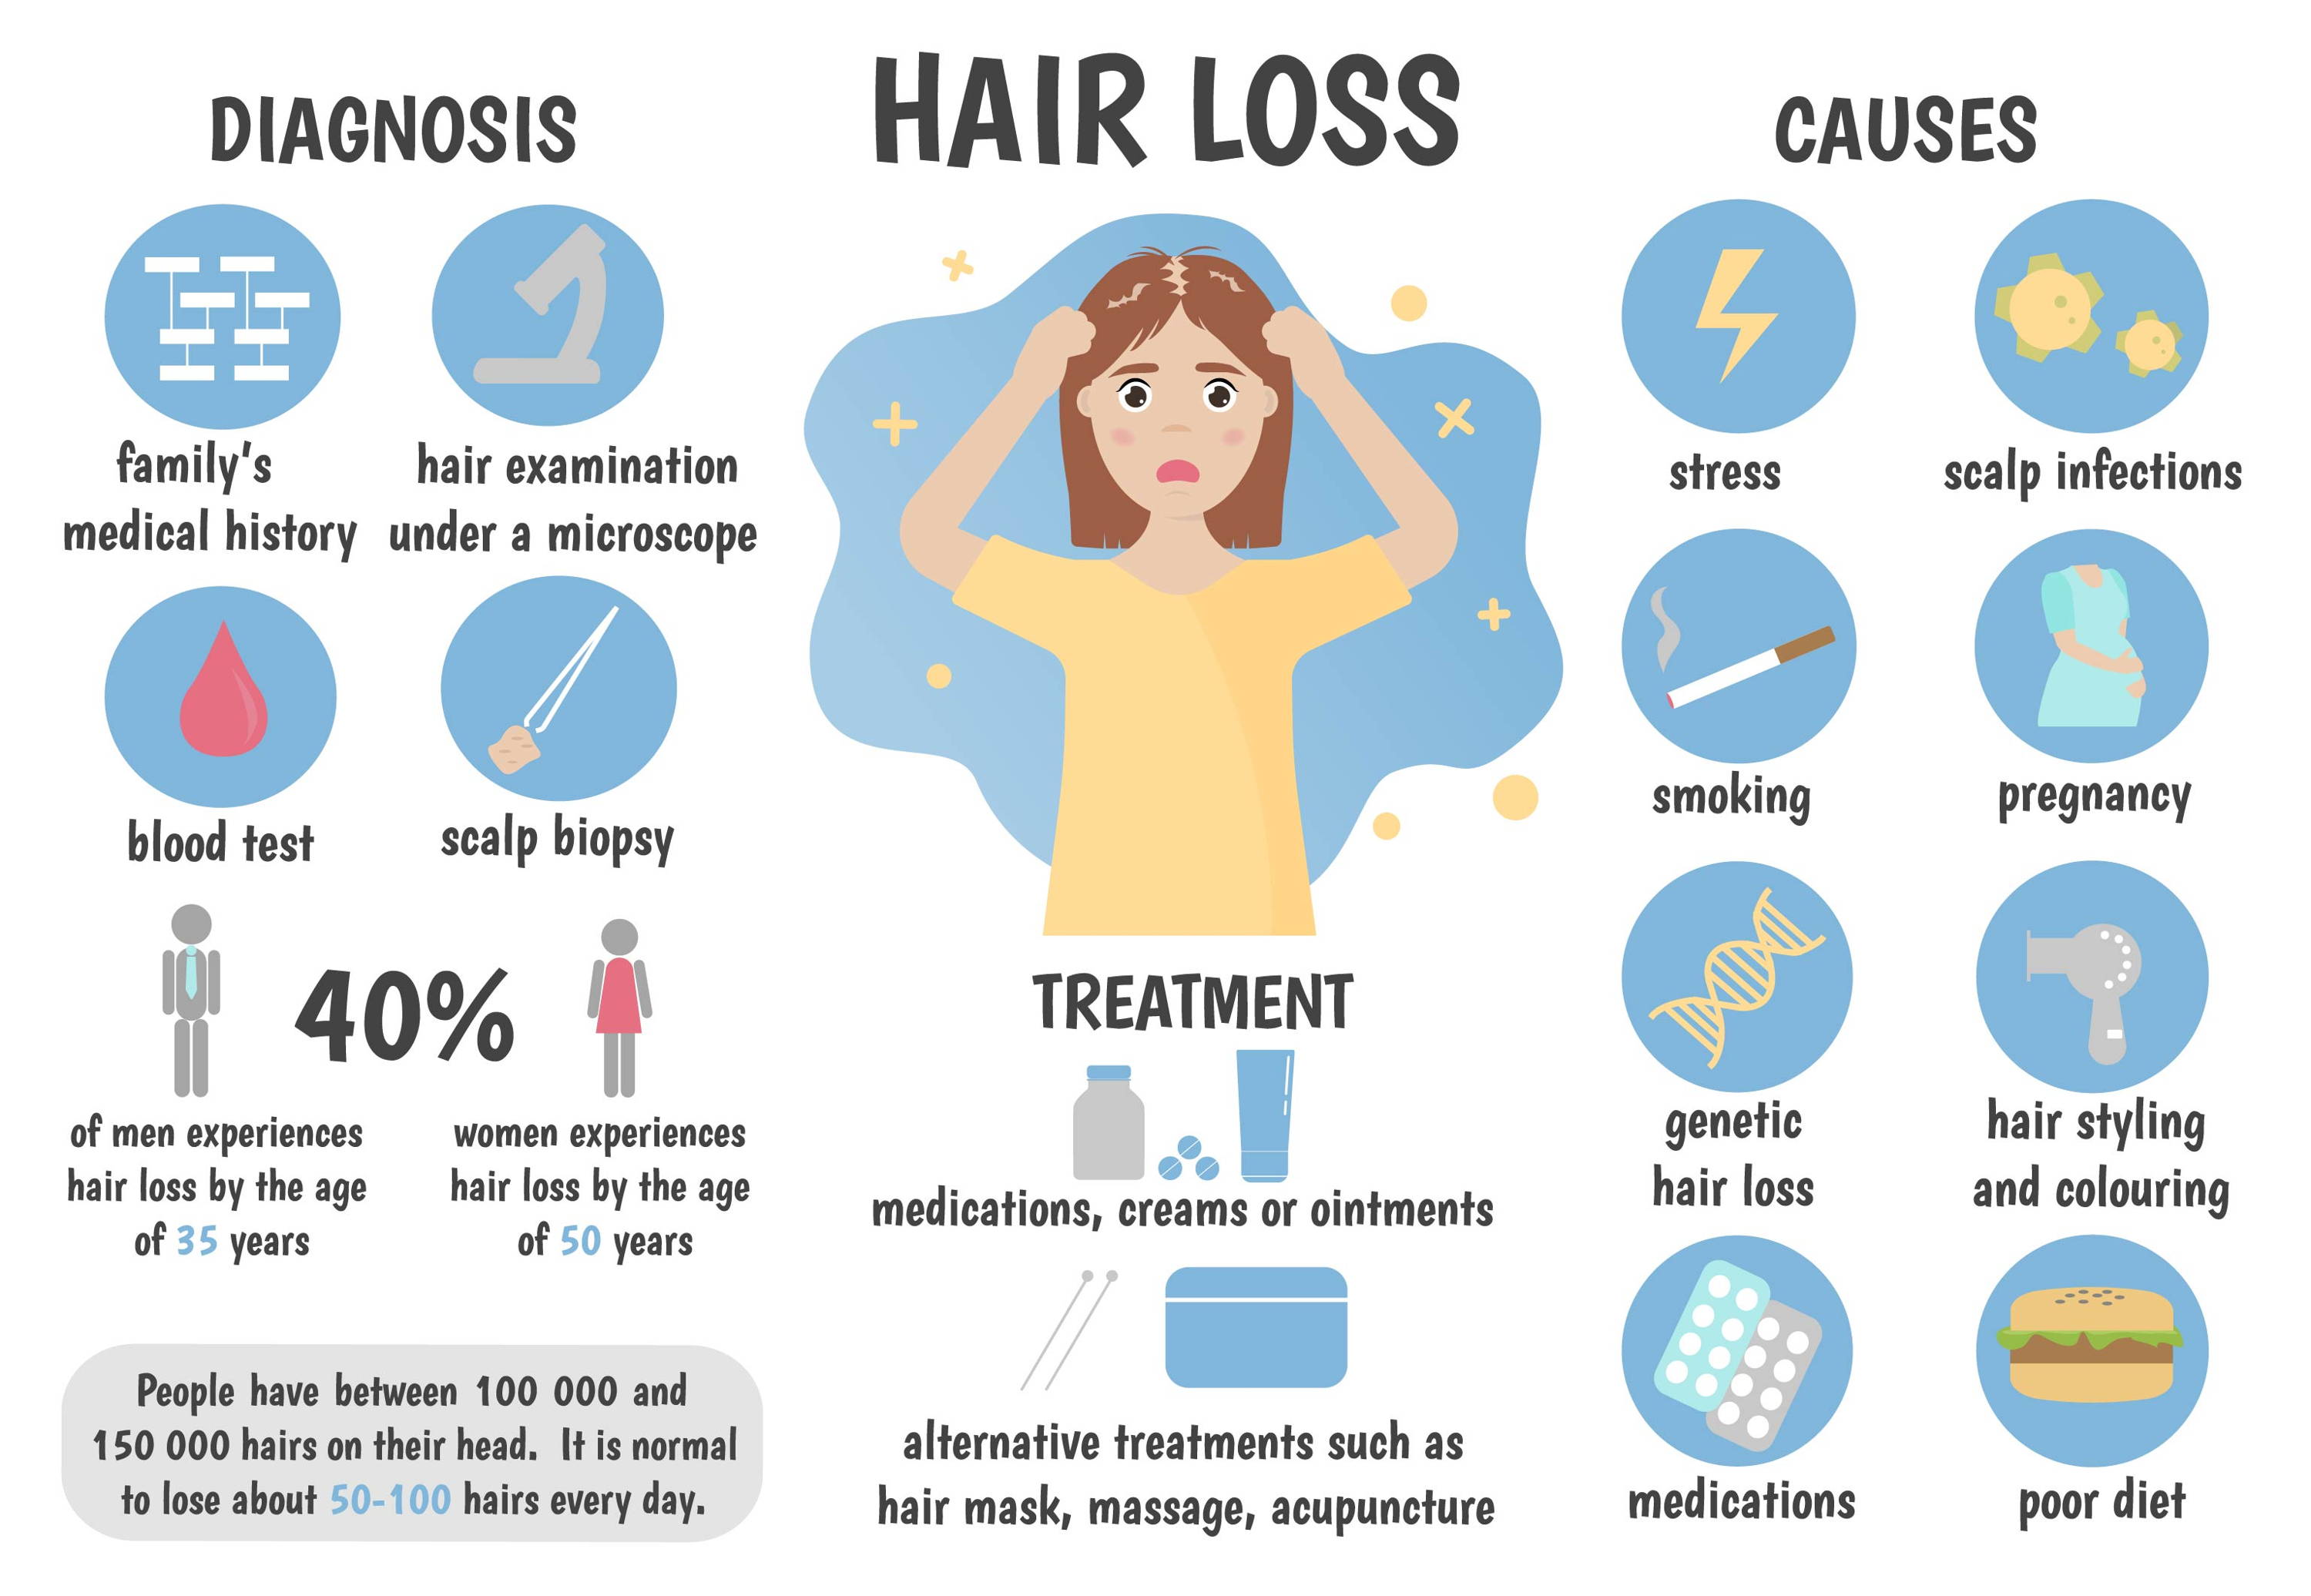 HAIR LOSS
DIAGNOSIS
family's
medical history
hair examination
under a microscope
blood test
scalp biopsy
40%
of men experiences
hair loss by the age
of 35 years
women experiences
hair loss by the age
of 50 years
People have between 100 000 and
150 000 hairs on their head. It is normal
to lose about 50-100 hairs every day.
TREATMENT
medications, creams or ointments
alternative treatments such as
hair mask, massage, acupuncture
CAUSES
stress
scalp infections
smoking
pregnancy
genetic
hair loss
hair styling
and colouring
medications
poor diet